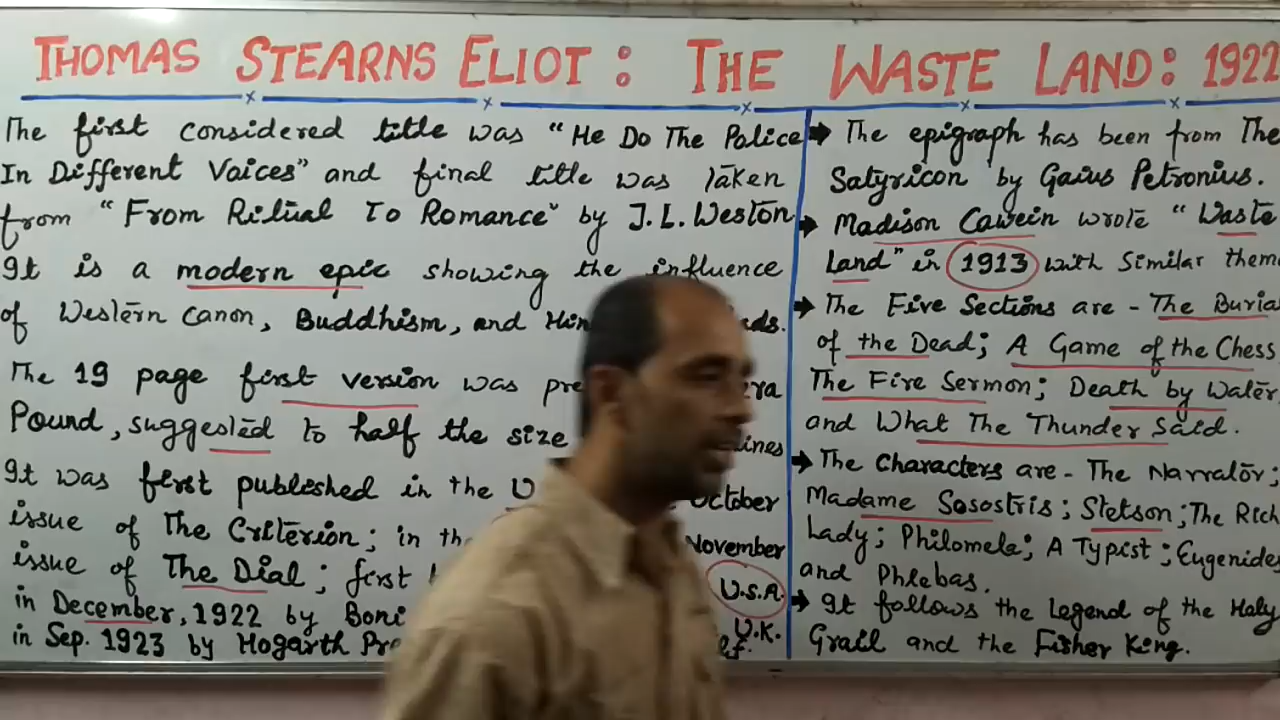 THOMAS STEARNS ELIOT : THE WASTE LAND: 1922
The first considered title was "He Do The Police
In Different Voices" and final title was Taken
from "From Ritual To Romance" by J.L. Weston
It is a modern epic showing the influence
of Western Canon, Buddhism, and
The 19 page first version was
Pound, suggested to half the size
It was first published in the U October
issue of The Criterion; in November
issue of The Dial; first U.S.A.
in December, 1922 by Boni U.K.
in Sep. 1923 by Hogarth
→ The epigraph has been from The
Satyricon by Gaius Petronius.
→ Madison Cawein wrote "Waste
Land" in 1913 with Similar
→ The Five Sections are - The Burial
of the Dead; A Game of the Chess
The Fire Sermon; Death by Water
and What The Thunder Said.
→ The Characters are - The Narrator;
Madame Sosostris; Stetson; The Rich
Lady; Philomela; A Typist; Eugenides
and Phlebas.
→ It follows the Legend of the Holy
Grail and the Fisher King.